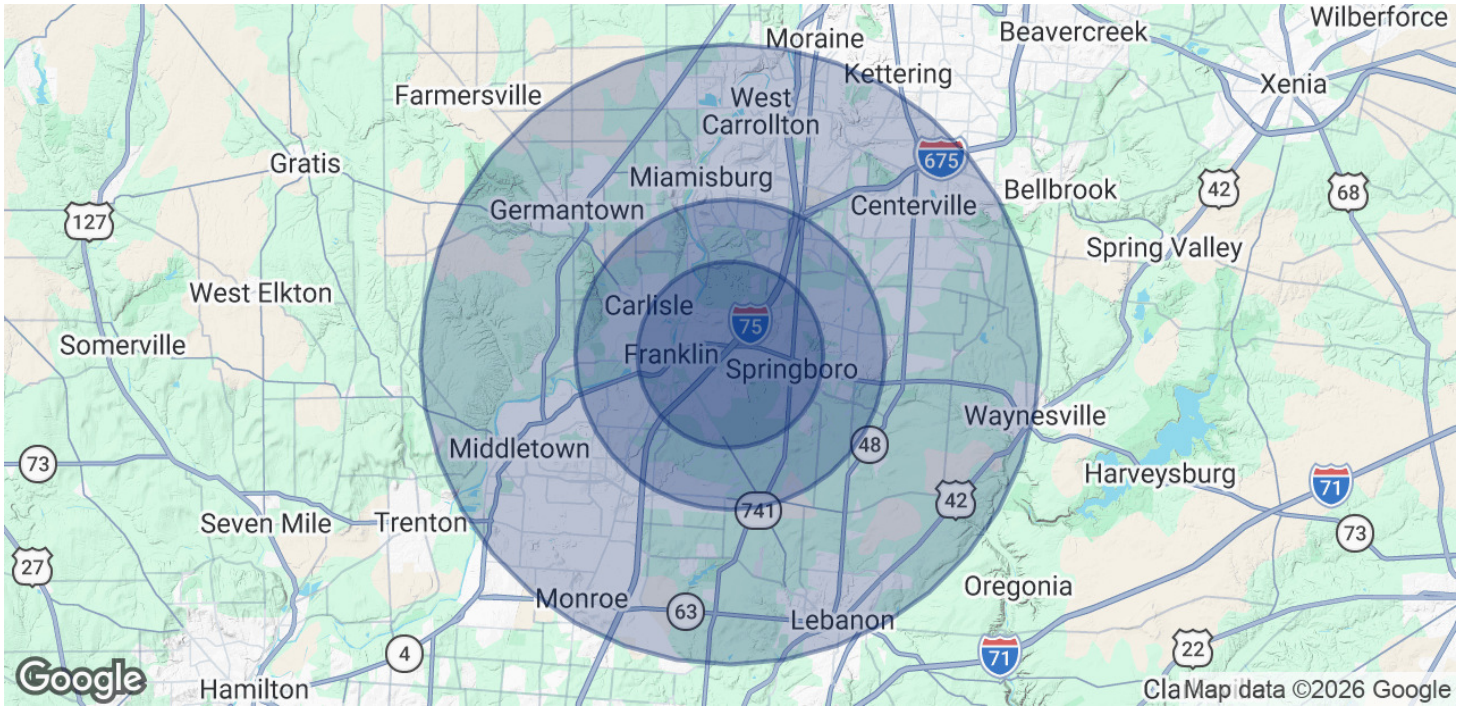 Wilberforce
Beavercreek
Moraine
Kettering
Xenia
Farmersville
West
Carrollton
675
Gratis
Miamisburg
Bellbrook
42
68
127
Germantown
Centerville
Spring Valley
West Elkton
Carlisle
75
Somerville
Franklin
Springboro
Waynesville
Middletown
48
73
Harveysburg
71
42
741
Seven Mile
Trenton
73
27
Oregonia
Monroe
63
Lebanon
4
71
22
Google
Hamilton
Map data ©2026 Google